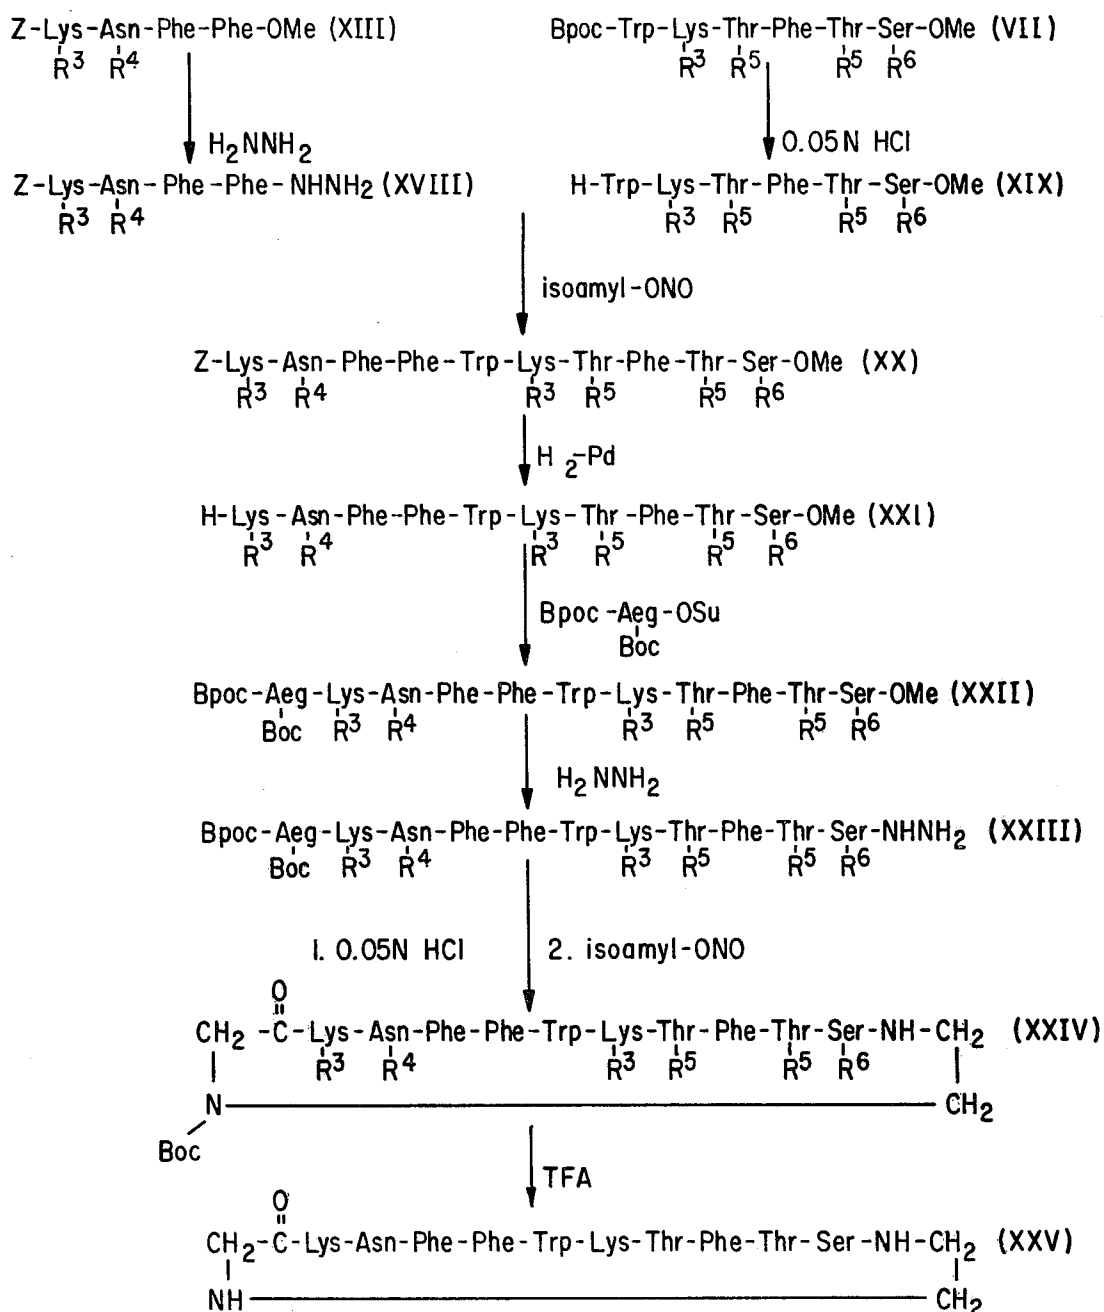 Z-Lys-Asn-Phe-Phe-OMe (XIII)
R3 R4
Bpoc-Trp-Lys-Thr-Phe-Thr-Ser-OMe (VII)
R3 R5 R5 R6
H2NNH2
0.05N HCl
Z-Lys-Asn-Phe-Phe-NHNH2 (XVIII)
R3 R4
H-Trp-Lys-Thr-Phe-Thr-Ser-OMe (XIX)
R3 R5 R5 R6
isoamyl-ONO
Z-Lys-Asn-Phe-Phe-Trp-Lys-Thr-Phe-Thr-Ser-OMe (XX)
R3 R4 R3 R5 R5 R6
H2-Pd
H-Lys-Asn-Phe-Phe-Trp-Lys-Thr-Phe-Thr-Ser-OMe (XXI)
R3 R4 R3 R5 R5 R6
Bpoc-Aeg-OSu
Boc
Bpoc-Aeg-Lys-Asn-Phe-Phe-Trp-Lys-Thr-Phe-Thr-Ser-OMe (XXII)
Boc R3 R4 R3 R5 R5 R6
H2NNH2
Bpoc-Aeg-Lys-Asn-Phe-Phe-Trp-Lys-Thr-Phe-Thr-Ser-NHNH2 (XXIII)
Boc R3 R4 R3 R5 R5 R6
1. 0.05N HCl 2. isoamyl-ONO
O
CH2-C-Lys-Asn-Phe-Phe-Trp-Lys-Thr-Phe-Thr-Ser-NH-CH2 (XXIV)
R3 R4 R3 R5 R5 R6
N CH2
Boc
TFA
O
CH2-C-Lys-Asn-Phe-Phe-Trp-Lys-Thr-Phe-Thr-Ser-NH-CH2 (XXV)
NH CH2